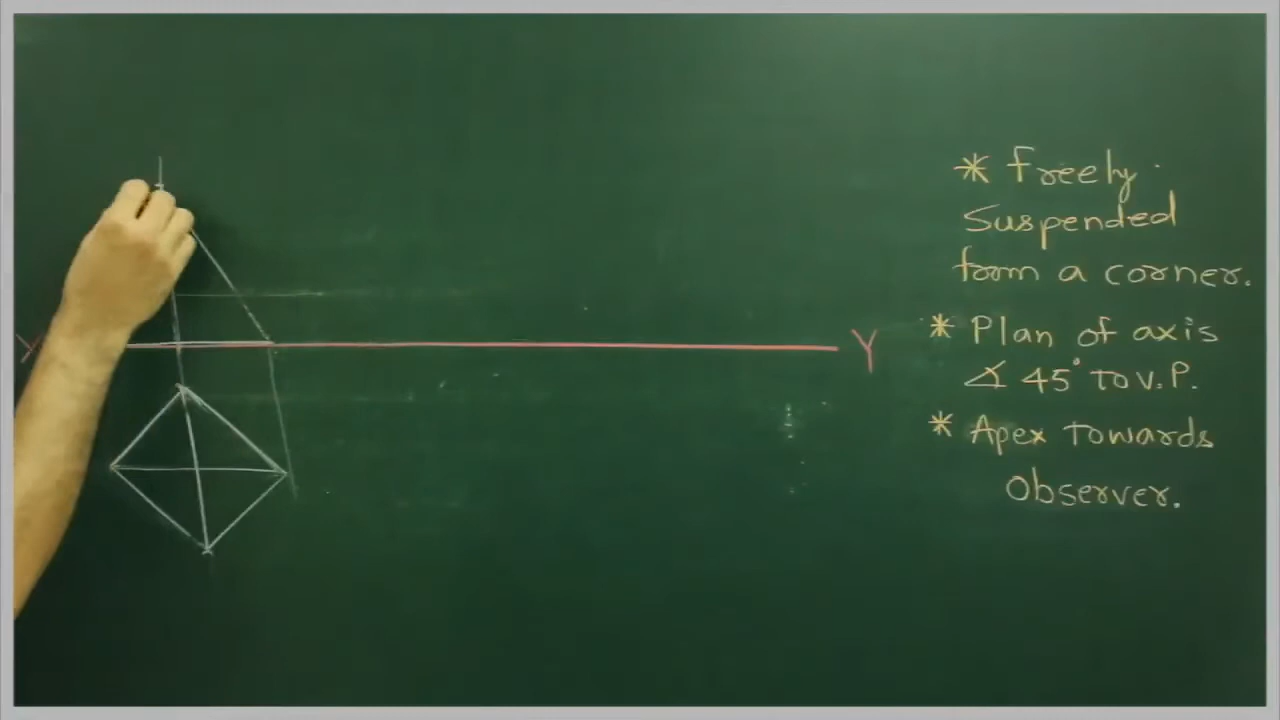 X
Y
* freely
Suspended
form a corner.
* Plan of axis
∡ 45° TO V.P.
* Apex Towards
Observer.